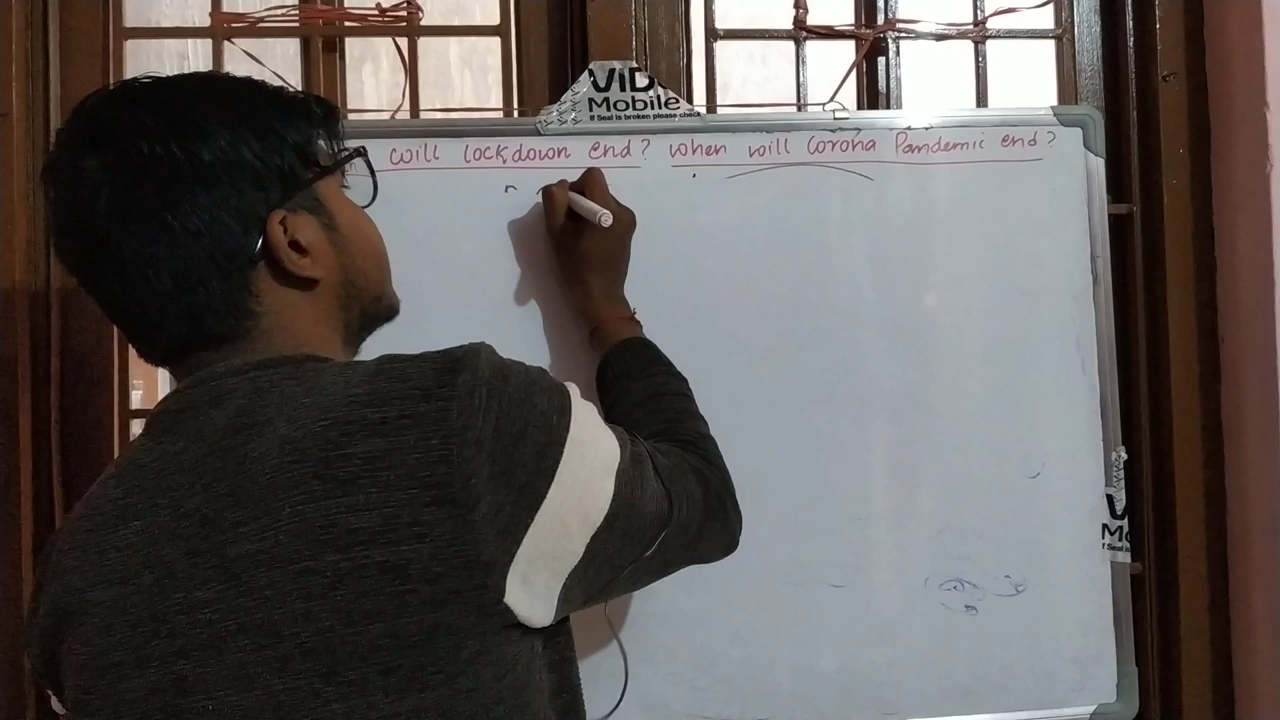 VID
Mobile
If Seal is broken please check
will lockdown end? when will Corona Pandemic end?